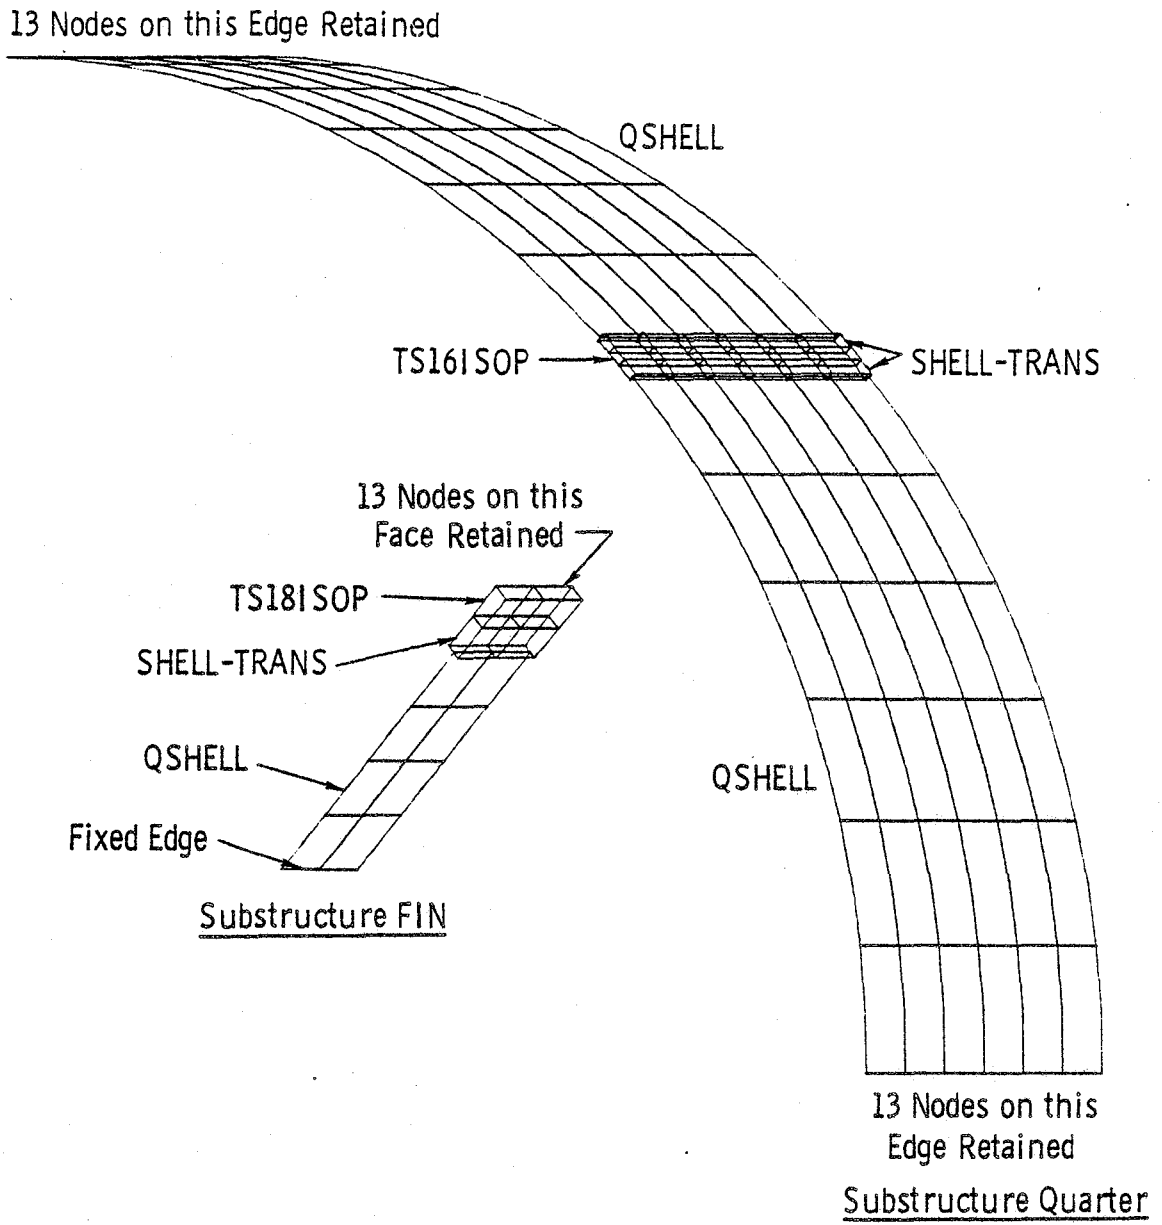 13 Nodes on this Edge Retained
QSHELL
TS16ISOP
SHELL-TRANS
13 Nodes on this
Face Retained
TS18ISOP
SHELL-TRANS
QSHELL
QSHELL
Fixed Edge
Substructure FIN
13 Nodes on this
Edge Retained
Substructure Quarter